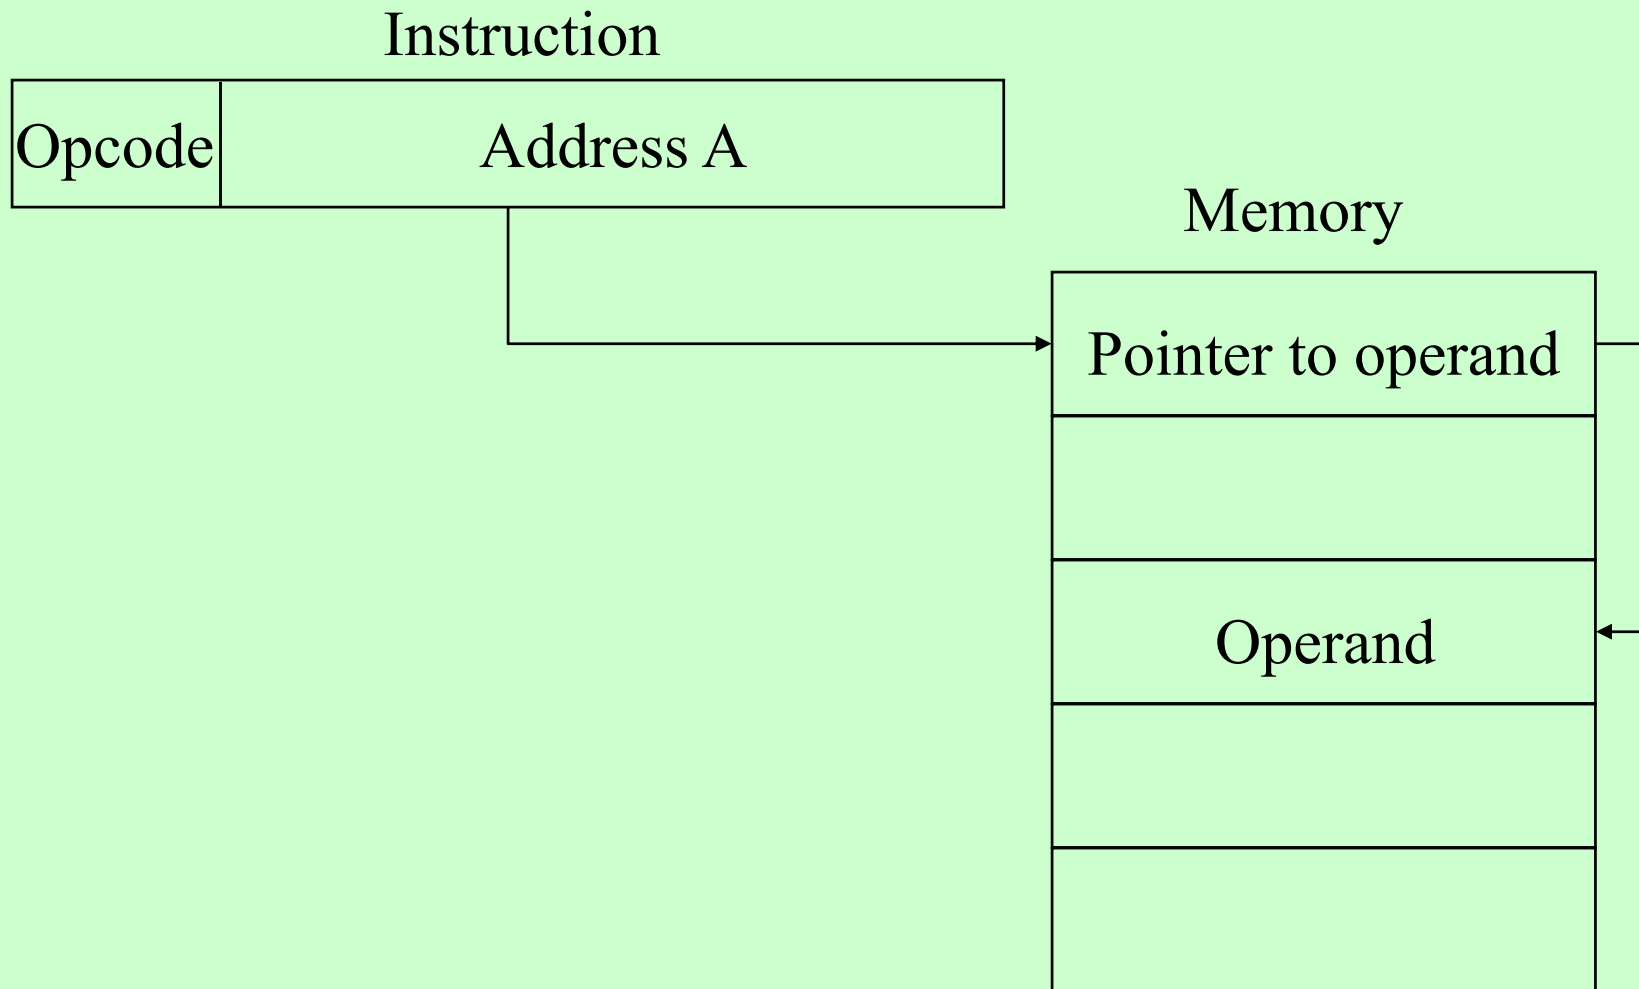 Instruction
Opcode
Address A
Memory
Pointer to operand
Operand